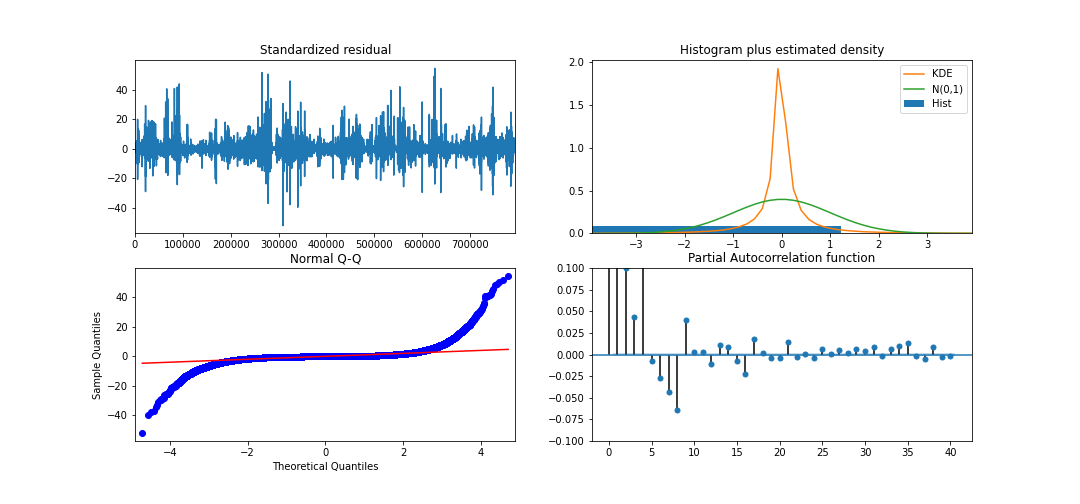 Standardized residual
40
20
0
−20
−40
0 100000 200000 300000 400000 500000 600000 700000
Histogram plus estimated density
2.0
1.5
1.0
0.5
0.0
KDE
N(0,1)
Hist
−3 −2 −1 0 1 2 3
Normal Q-Q
Sample Quantiles
40
20
0
−20
−40
−4 −2 0 2 4
Theoretical Quantiles
Partial Autocorrelation function
0.100
0.075
0.050
0.025
0.000
−0.025
−0.050
−0.075
−0.100
0 5 10 15 20 25 30 35 40